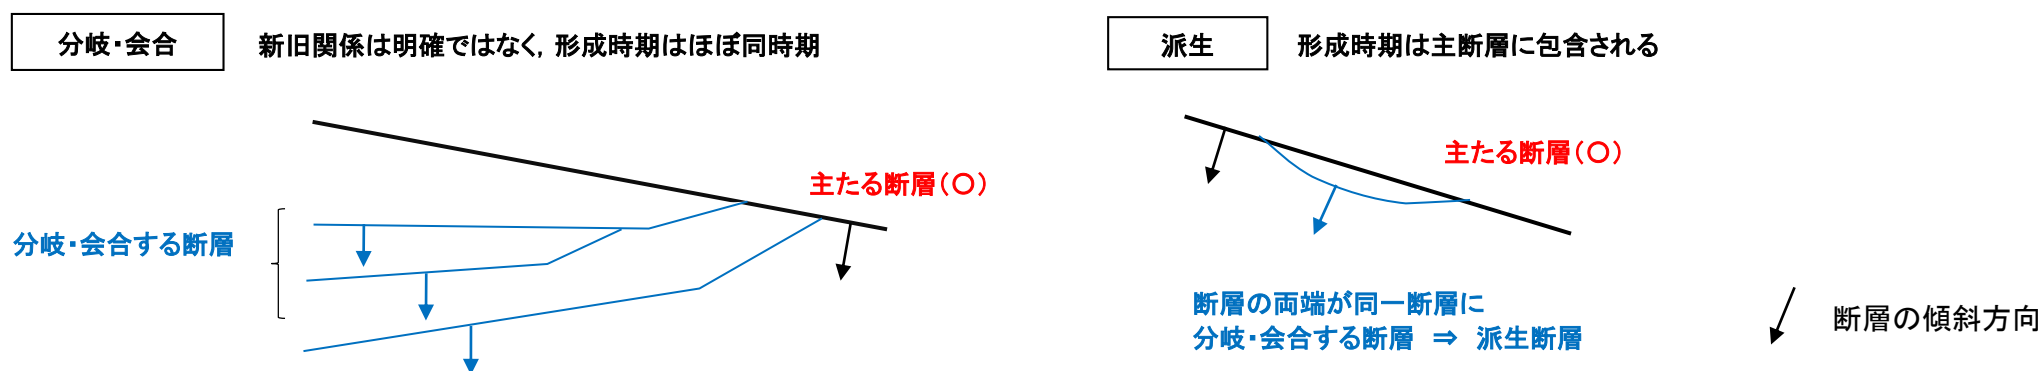 分岐・会合
新旧関係は明確ではなく，形成時期はほぼ同時期
主たる断層（〇）
分岐・会合する断層
派生
形成時期は主断層に包含される
主たる断層（〇）
断層の両端が同一断層に
分岐・会合する断層 ⇒ 派生断層
断層の傾斜方向